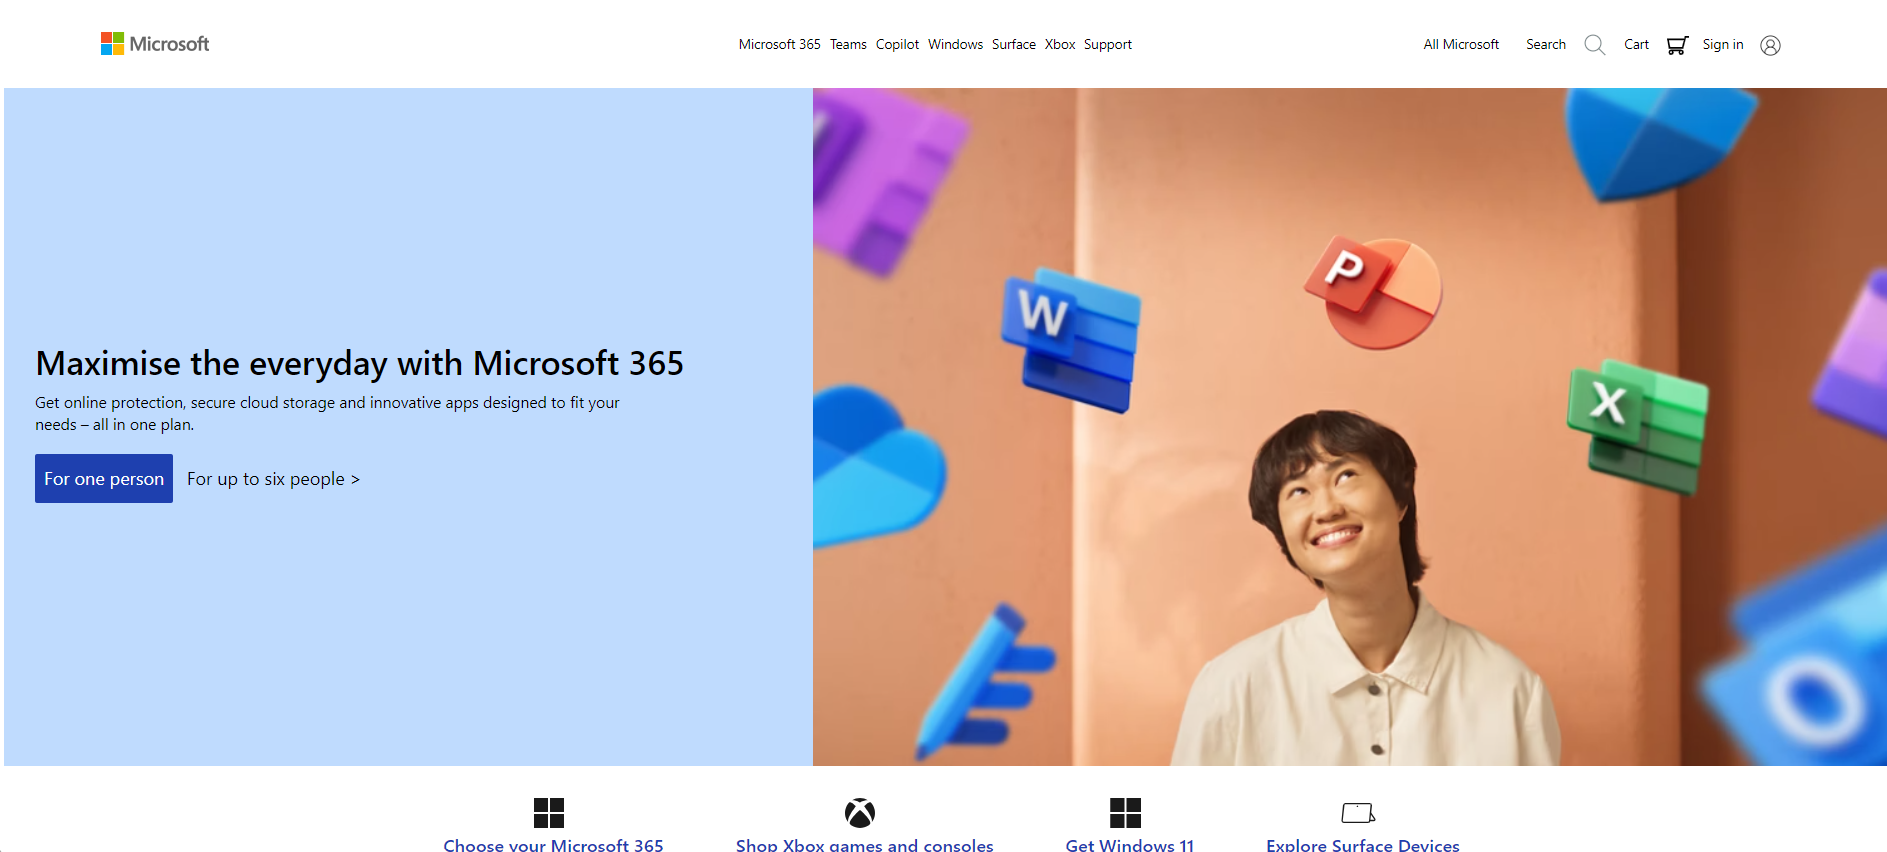 Microsoft
Microsoft 365 Teams Copilot Windows Surface Xbox Support
All Microsoft Search Cart Sign in
W
P
X
Maximise the everyday with Microsoft 365
Get online protection, secure cloud storage and innovative apps designed to fit your
needs – all in one plan.
For one person For up to six people >
O
Choose your Microsoft 365
Shop Xbox games and consoles
Get Windows 11
Explore Surface Devices